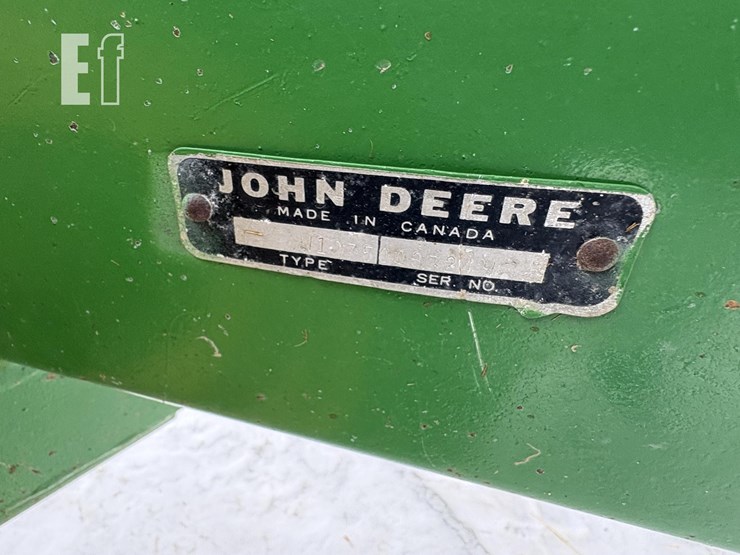 Ef
JOHN DEERE
MADE IN CANADA
TYPE SER. NO.